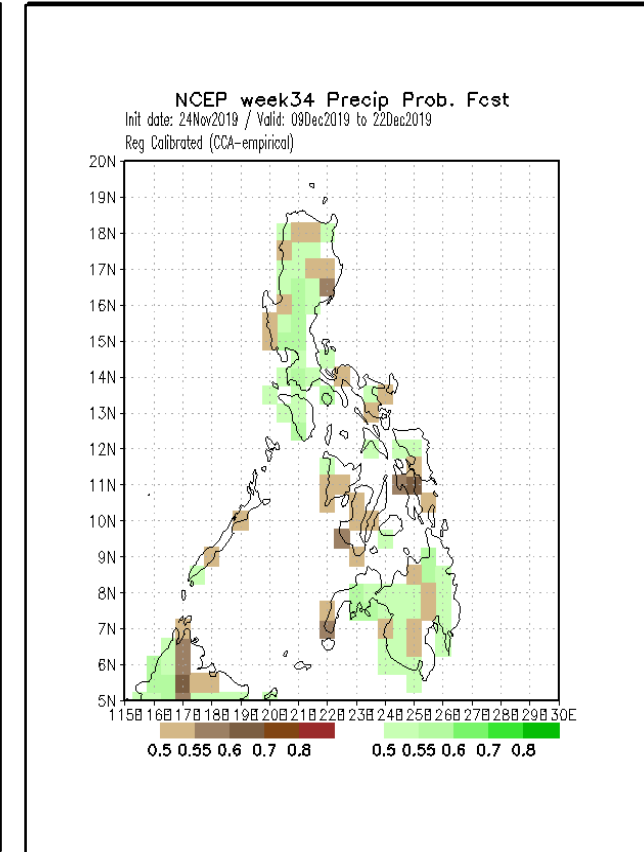 NCEP week34 Precip Prob. Fcst
Init date: 24Nov2019 / Valid: 09Dec2019 to 22Dec2019
Reg Calibrated (CCA-empirical)
20N
19N
18N
17N
16N
15N
14N
13N
12N
11N
10N
9N
8N
7N
6N
5N
130E
0.5 0.55 0.6 0.7 0.8 0.5 0.55 0.6 0.7 0.8